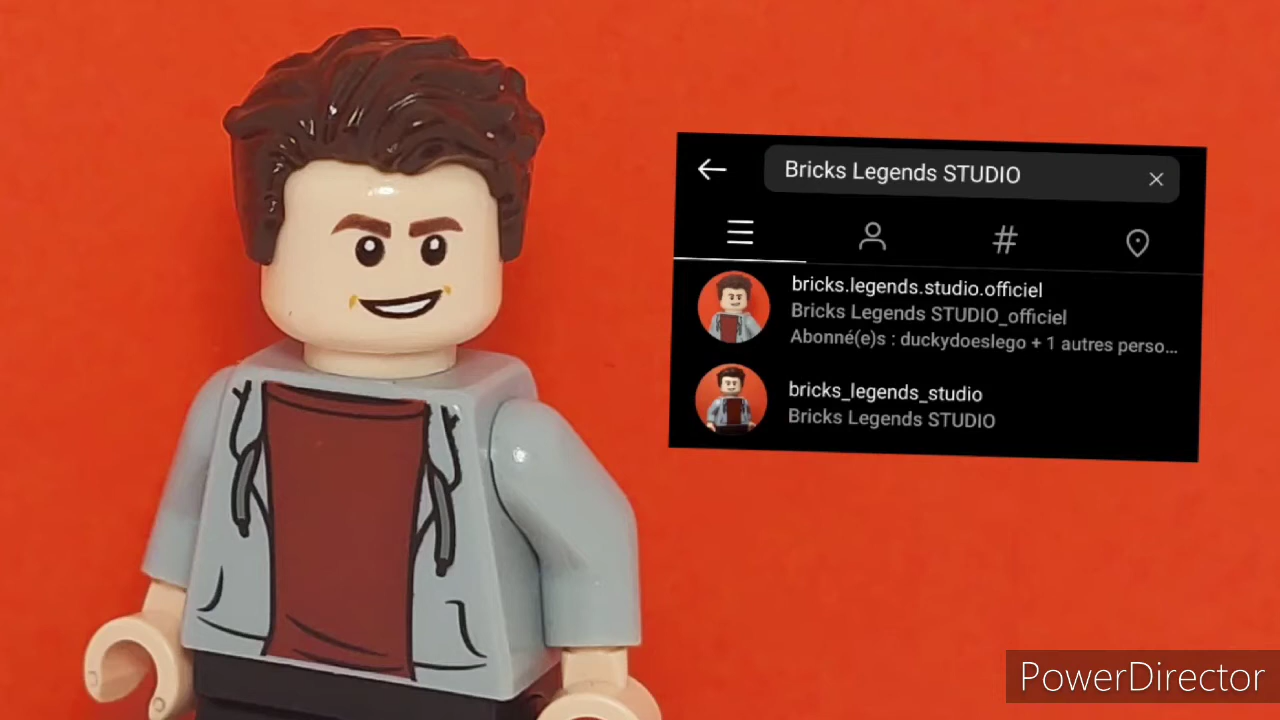 Bricks Legends STUDIO
bricks.legends.studio.officiel
Bricks Legends STUDIO_officiel
Abonné(e)s : duckydoeslego + 1 autres perso...
bricks_legends_studio
Bricks Legends STUDIO
PowerDirector